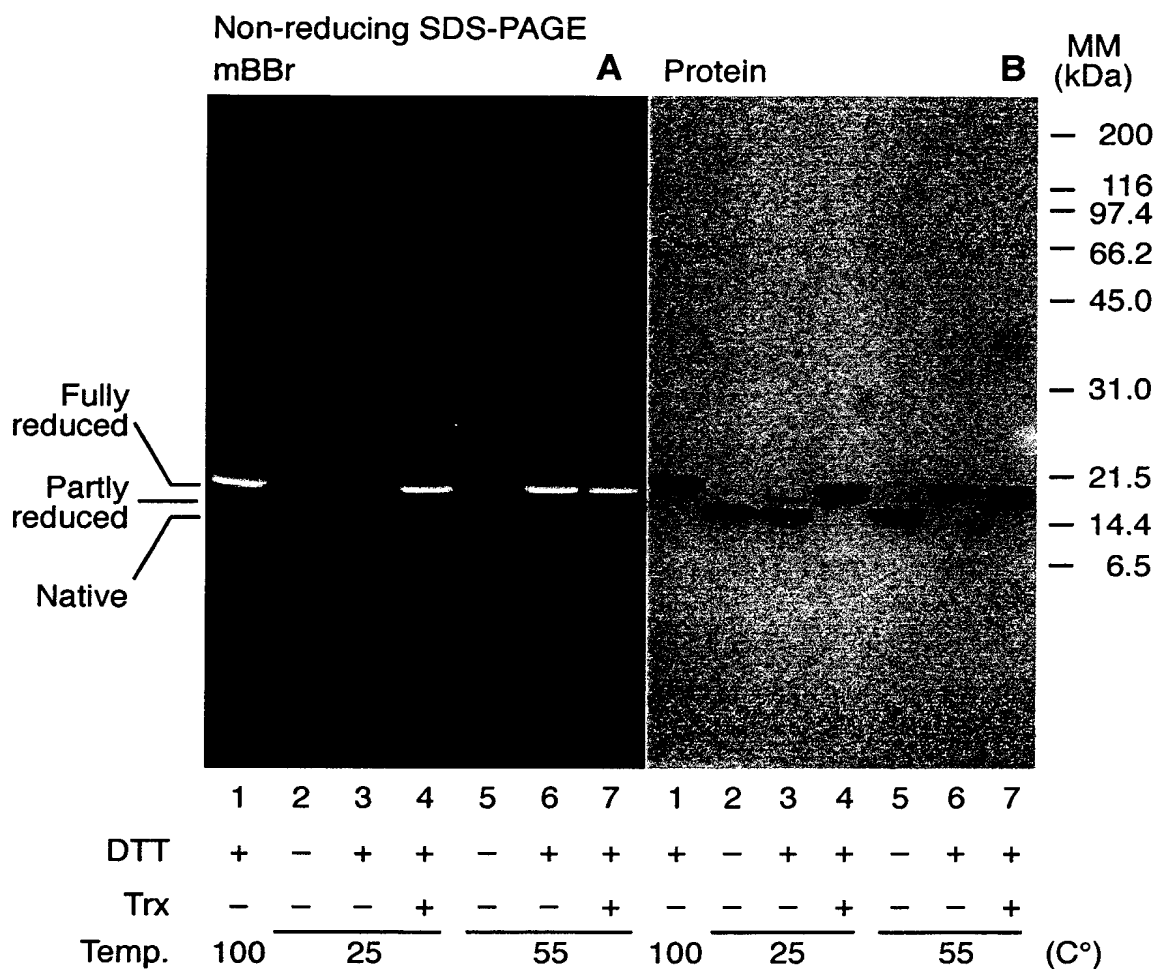 Non-reducing SDS-PAGE
mBBr A Protein B MM
(kDa)
200
116
97.4
66.2
45.0
31.0
21.5
14.4
6.5
Fully
reduced
Partly
reduced
Native
1 2 3 4 5 6 7 1 2 3 4 5 6 7
DTT + – + + – + + + – + + – + +
Trx – – – + – – + – – – + – – +
Temp. 100 25 55 100 25 55 (C°)